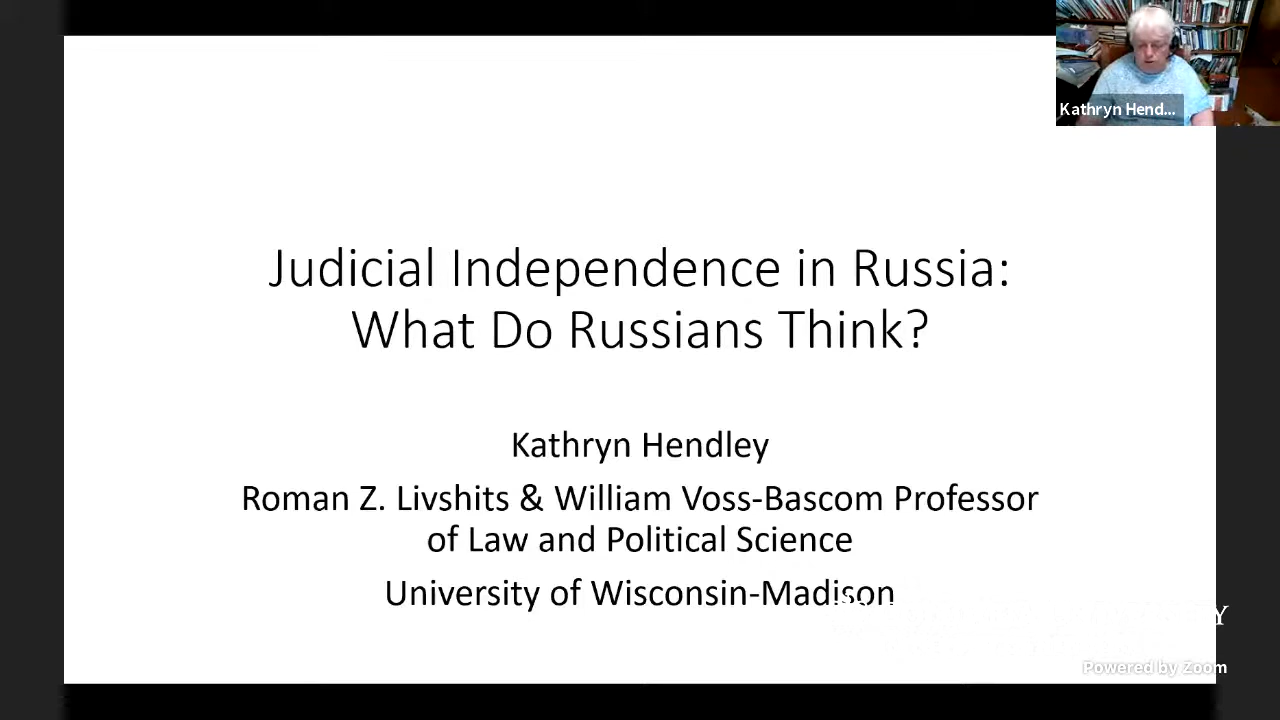 Kathryn Hend...
Judicial Independence in Russia:
What Do Russians Think?
Kathryn Hendley
Roman Z. Livshits & William Voss-Bascom Professor
of Law and Political Science
University of Wisconsin-Madison
Powered by Zoom